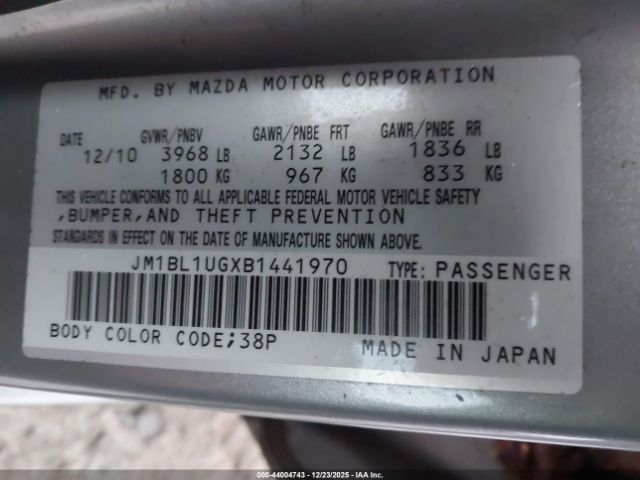 MFD. BY MAZDA MOTOR CORPORATION
DATE GVWR/PNBV GAWR/PNBE FRT GAWR/PNBE RR
12/10 3968 LB 2132 LB 1836 LB
1800 KG 967 KG 833 KG
THIS VEHICLE CONFORMS TO ALL APPLICABLE FEDERAL MOTOR VEHICLE SAFETY
,BUMPER,AND THEFT PREVENTION
STANDARDS IN EFFECT ON THE DATE OF MANUFACTURE SHOWN ABOVE.
JM1BL1UGXB1441970 TYPE: PASSENGER
BODY COLOR CODE;38P MADE IN JAPAN
000-44004743 - 12/23/2025 - IAA Inc.